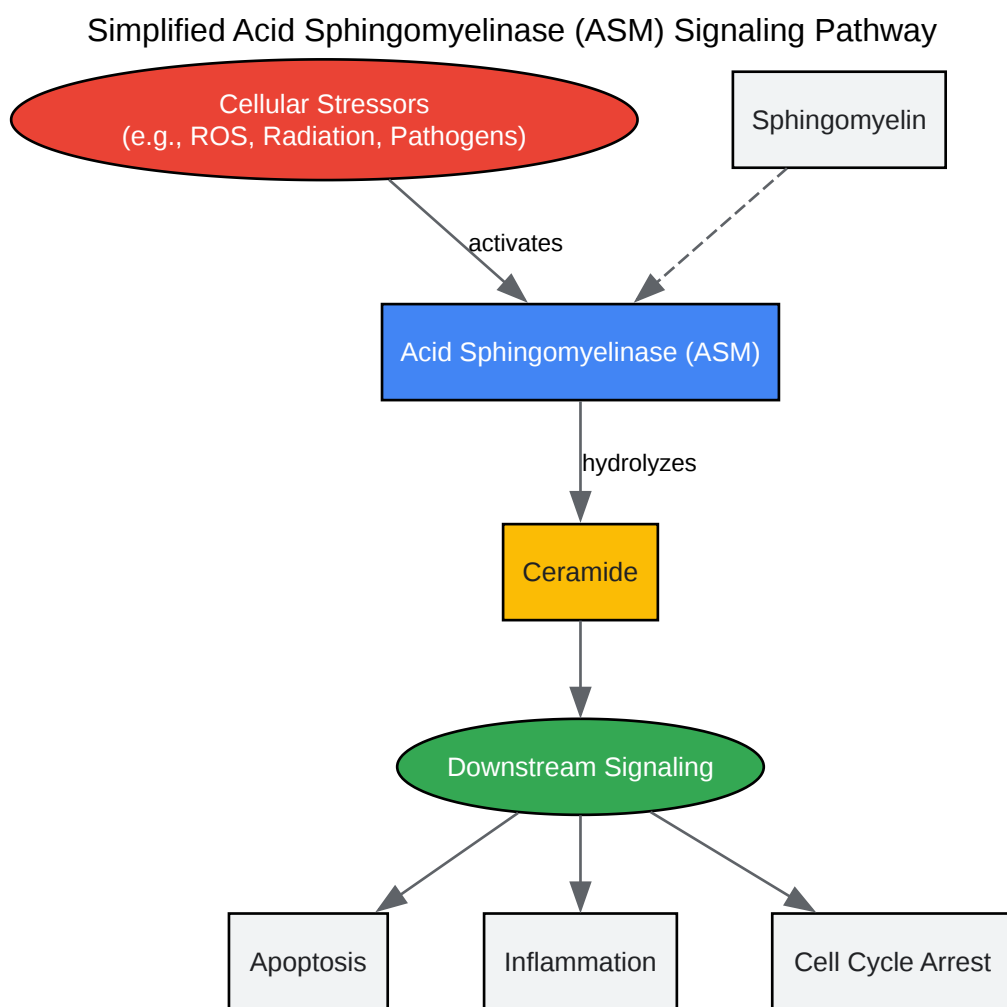 Simplified Acid Sphingomyelinase (ASM) Signaling Pathway
Cellular Stressors
(e.g., ROS, Radiation, Pathogens)
Sphingomyelin
activates
Acid Sphingomyelinase (ASM)
hydrolyzes
Ceramide
Downstream Signaling
Apoptosis
Inflammation
Cell Cycle Arrest